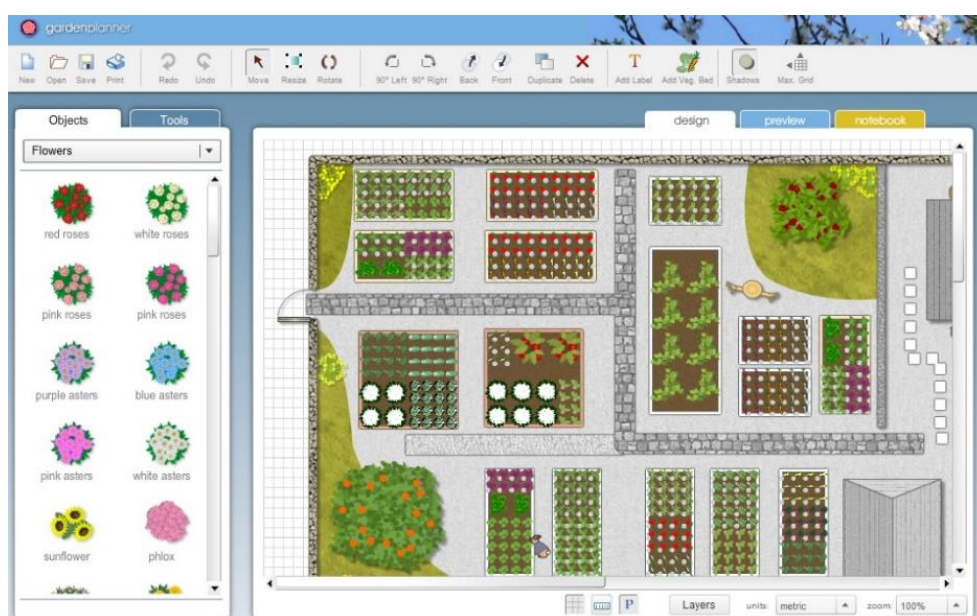 gardenplanner
New Open Save Print Redo Undo Move Resize Rotate 90° Left 90° Right Back Front Duplicate Delete Add Label Add Veg. Bed Shadows Max. Grid
Objects Tools
design preview notebook
Flowers
red roses white roses
pink roses pink roses
purple asters blue asters
pink asters white asters
sunflower phlox
P Layers units: metric zoom: 100%